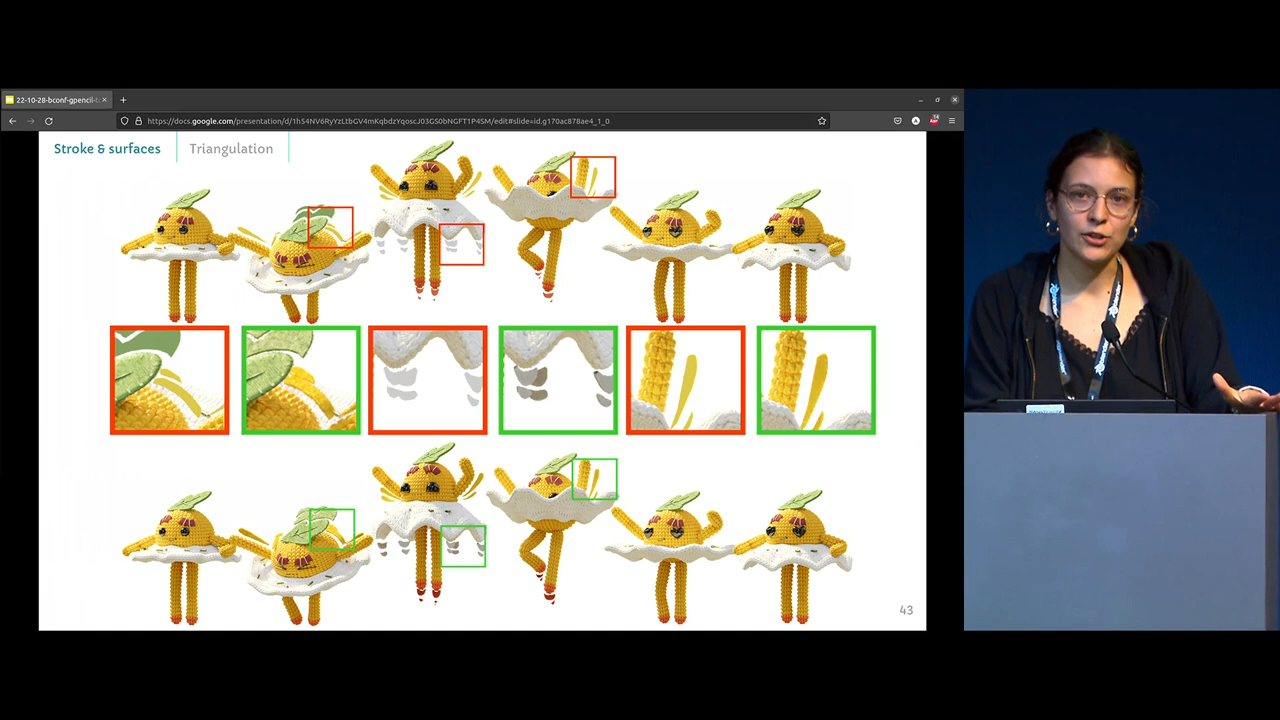 22-10-28-bconf-gpencil-t
https://docs.google.com/presentation/d/1h54NV6RyYzLtbGV4mKqbdzYqoscJ03GS0bNGFT1P4SM/edit#slide=id.g170ac878ae4_1_0
Stroke & surfaces
Triangulation
43